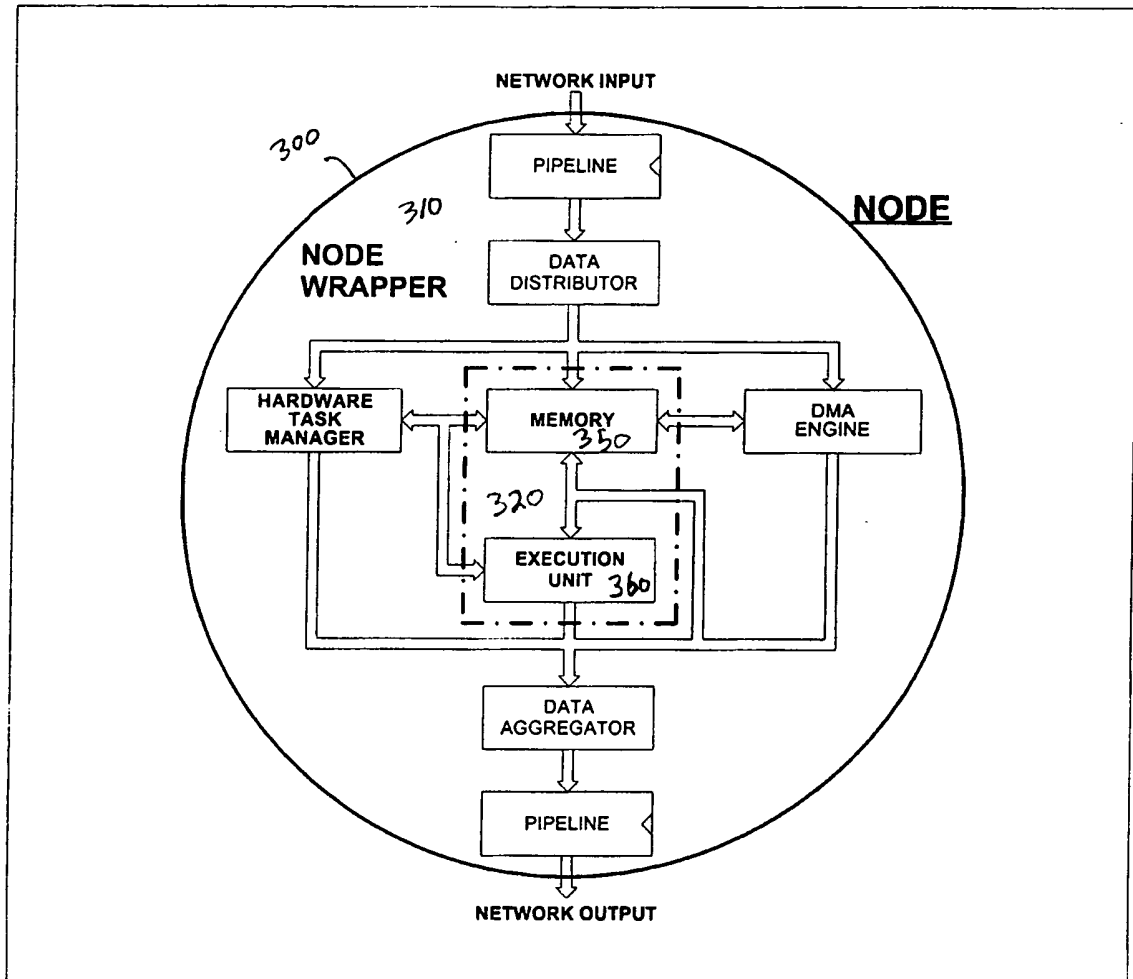 NETWORK INPUT
300
PIPELINE
310
NODE
NODE
WRAPPER
DATA
DISTRIBUTOR
HARDWARE
TASK
MANAGER
MEMORY
350
DMA
ENGINE
320
EXECUTION
UNIT
360
DATA
AGGREGATOR
PIPELINE
NETWORK OUTPUT